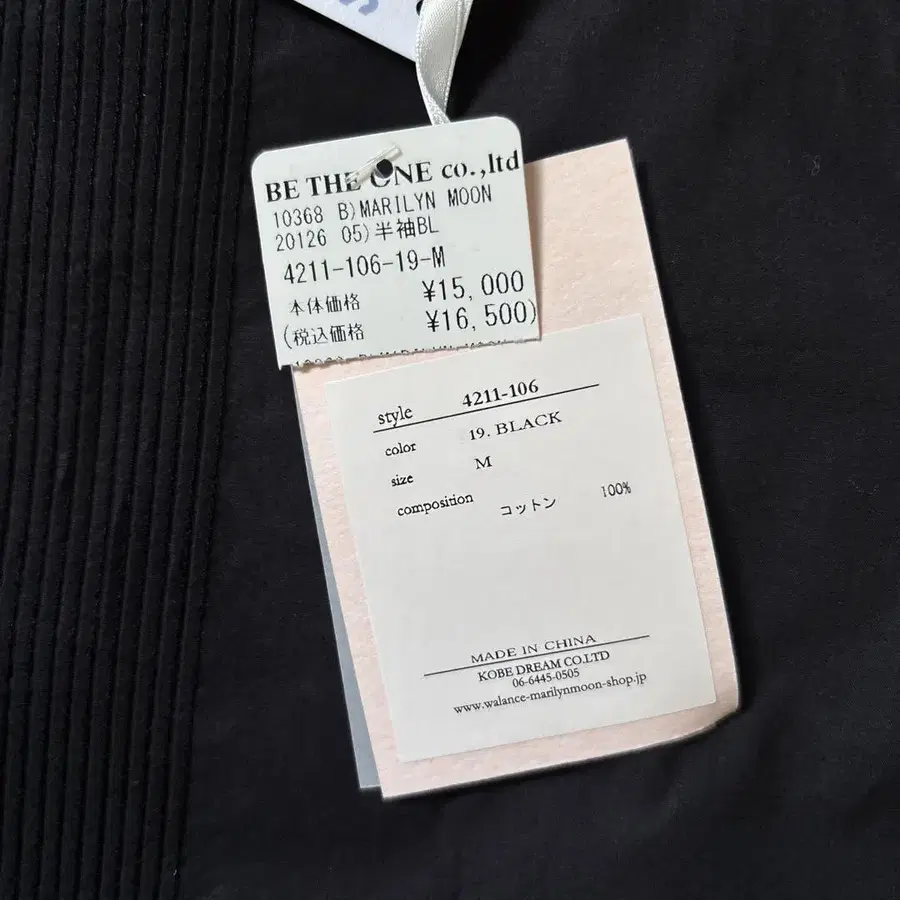 BE THE ONE co.,ltd
10368 B)MARILYN MOON
20126 05)半袖BL
4211-106-19-M
本体価格 ¥15,000
(税込価格 ¥16,500)
style 4211-106
color 19. BLACK
size M
composition コットン 100%
MADE IN CHINA
KOBE DREAM CO.LTD
06-6445-0505
www.walance-marilynmoon-shop.jp